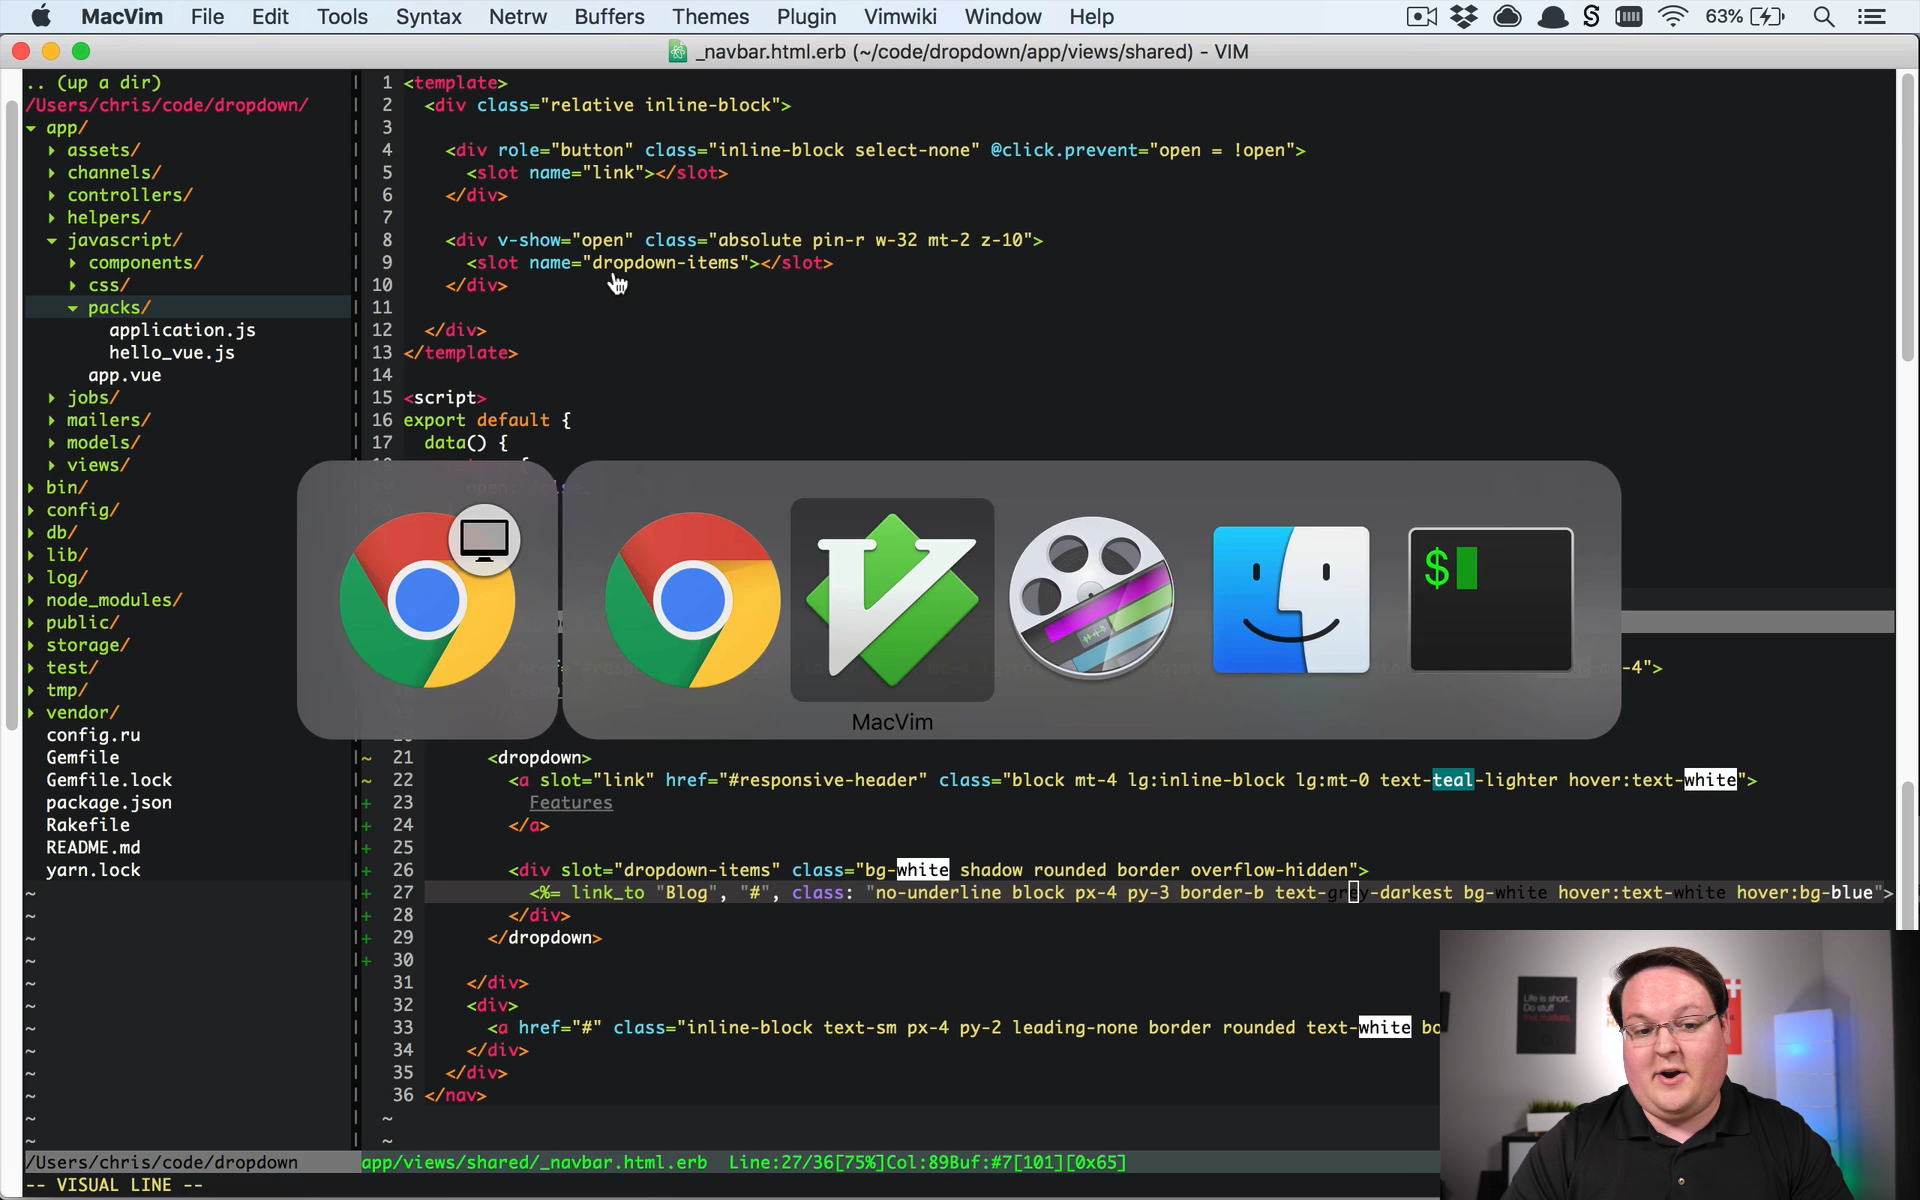 MacVim File Edit Tools Syntax Netrw Buffers Themes Plugin Vimwiki Window Help 63%
_navbar.html.erb (~/code/dropdown/app/views/shared) - VIM
.. (up a dir)
/Users/chris/code/dropdown/
app/
assets/
channels/
controllers/
helpers/
javascript/
components/
css/
packs/
application.js
hello_vue.js
app.vue
jobs/
mailers/
models/
views/
bin/
config/
db/
lib/
log/
node_modules/
public/
storage/
test/
tmp/
vendor/
config.ru
Gemfile
Gemfile.lock
package.json
Rakefile
README.md
yarn.lock
1 <template>
2 <div class="relative inline-block">
3
4 <div role="button" class="inline-block select-none" @click.prevent="open = !open">
5 <slot name="link"></slot>
6 </div>
7
8 <div v-show="open" class="absolute pin-r w-32 mt-2 z-10">
9 <slot name="dropdown-items"></slot>
10 </div>
11
12 </div>
13 </template>
14
15 <script>
16 export default {
17 data() {
-4">
$
MacVim
~ 21 <dropdown>
~ 22 <a slot="link" href="#responsive-header" class="block mt-4 lg:inline-block lg:mt-0 text-teal-lighter hover:text-white">
+ 23 Features
+ 24 </a>
+ 25
+ 26 <div slot="dropdown-items" class="bg-white shadow rounded border overflow-hidden">
+ 27 <%= link_to "Blog", "#", class: "no-underline block px-4 py-3 border-b text-grey-darkest bg-white hover:text-white hover:bg-blue">
+ 28 </div>
+ 29 </dropdown>
+ 30
31 </div>
32 <div>
33 <a href="#" class="inline-block text-sm px-4 py-2 leading-none border rounded text-white bo
34 </div>
35 </div>
36 </nav>
Life is short.
Do stuff
that matters.
/Users/chris/code/dropdown
app/views/shared/_navbar.html.erb Line:27/36[75%]Col:89Buf:#7[101][0x65]
-- VISUAL LINE --